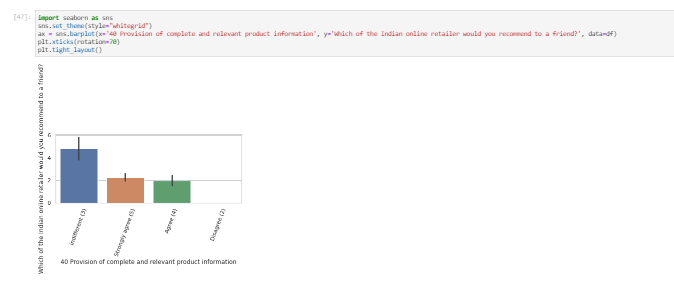 [47]: import seaborn as sns
sns.set_theme(style="whitegrid")
ax = sns.barplot(x='40 Provision of complete and relevant product information', y='Which of the Indian online retailer would you recommend to a friend?', data=df)
plt.xticks(rotation=70)
plt.tight_layout()
Which of the Indian online retailer would you recommend to a friend?
6
4
2
0
indifferent (3)
Strongly agree (5)
Agree (4)
Disagree (2)
40 Provision of complete and relevant product information